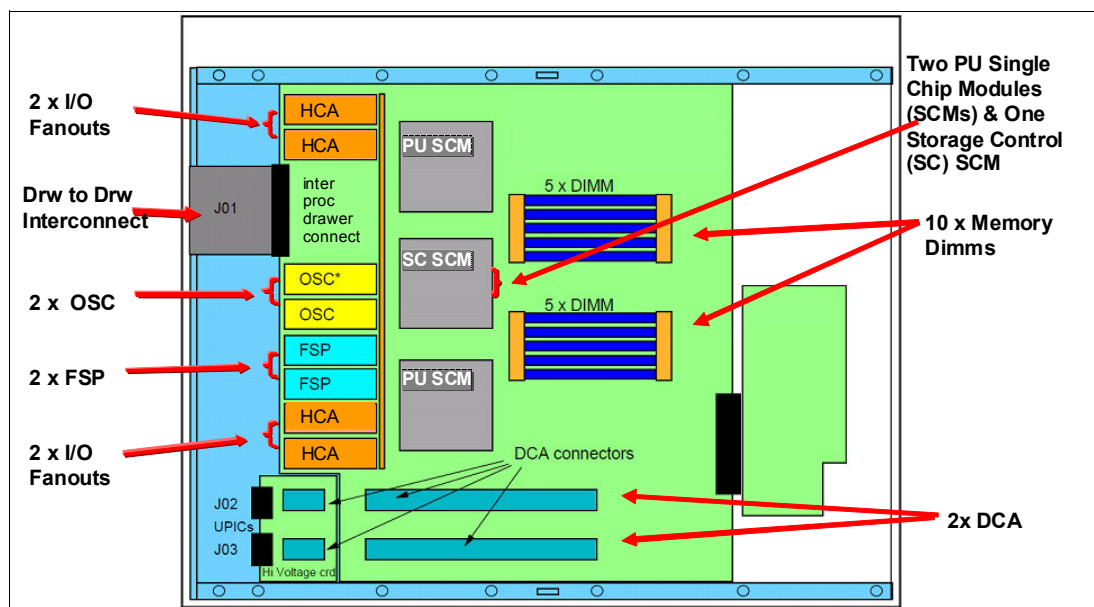 2 x I/O
Fanouts
Drw to Drw
Interconnect
2 x  OSC
2 x FSP
2 x I/O
Fanouts
HCA
HCA
J01
inter
proc
drawer
connect
OSC*
OSC
FSP
FSP
HCA
HCA
J02
UPICs
J03
Hi Voltage crd
PU SCM
SC SCM
PU SCM
5 x DIMM
5 x DIMM
DCA connectors
Two PU Single
Chip Modules
(SCMs) & One
Storage Control
(SC) SCM
10 x Memory
Dimms
2x DCA